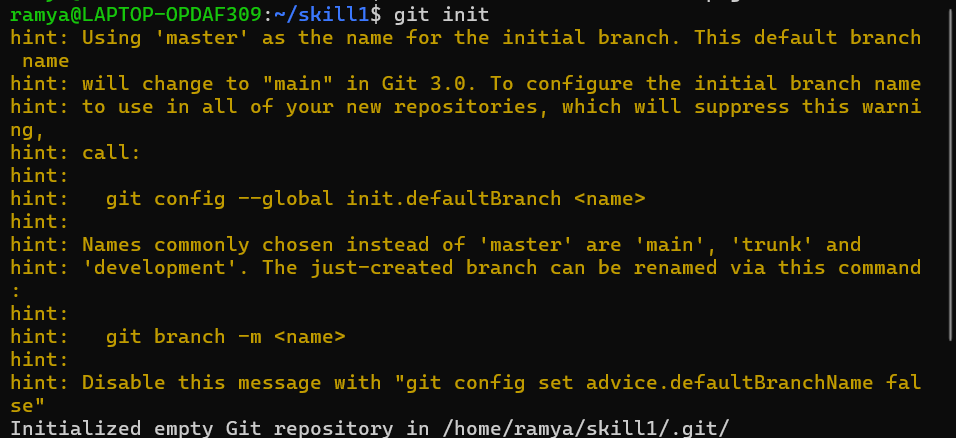 ramya@LAPTOP-OPDAF309:~/skill1$ git init
hint: Using 'master' as the name for the initial branch. This default branch
 name
hint: will change to "main" in Git 3.0. To configure the initial branch name
hint: to use in all of your new repositories, which will suppress this warni
ng,
hint: call:
hint:
hint:   git config --global init.defaultBranch <name>
hint:
hint: Names commonly chosen instead of 'master' are 'main', 'trunk' and
hint: 'development'. The just-created branch can be renamed via this command
:
hint:
hint:   git branch -m <name>
hint:
hint: Disable this message with "git config set advice.defaultBranchName fal
se"
Initialized empty Git repository in /home/ramya/skill1/.git/